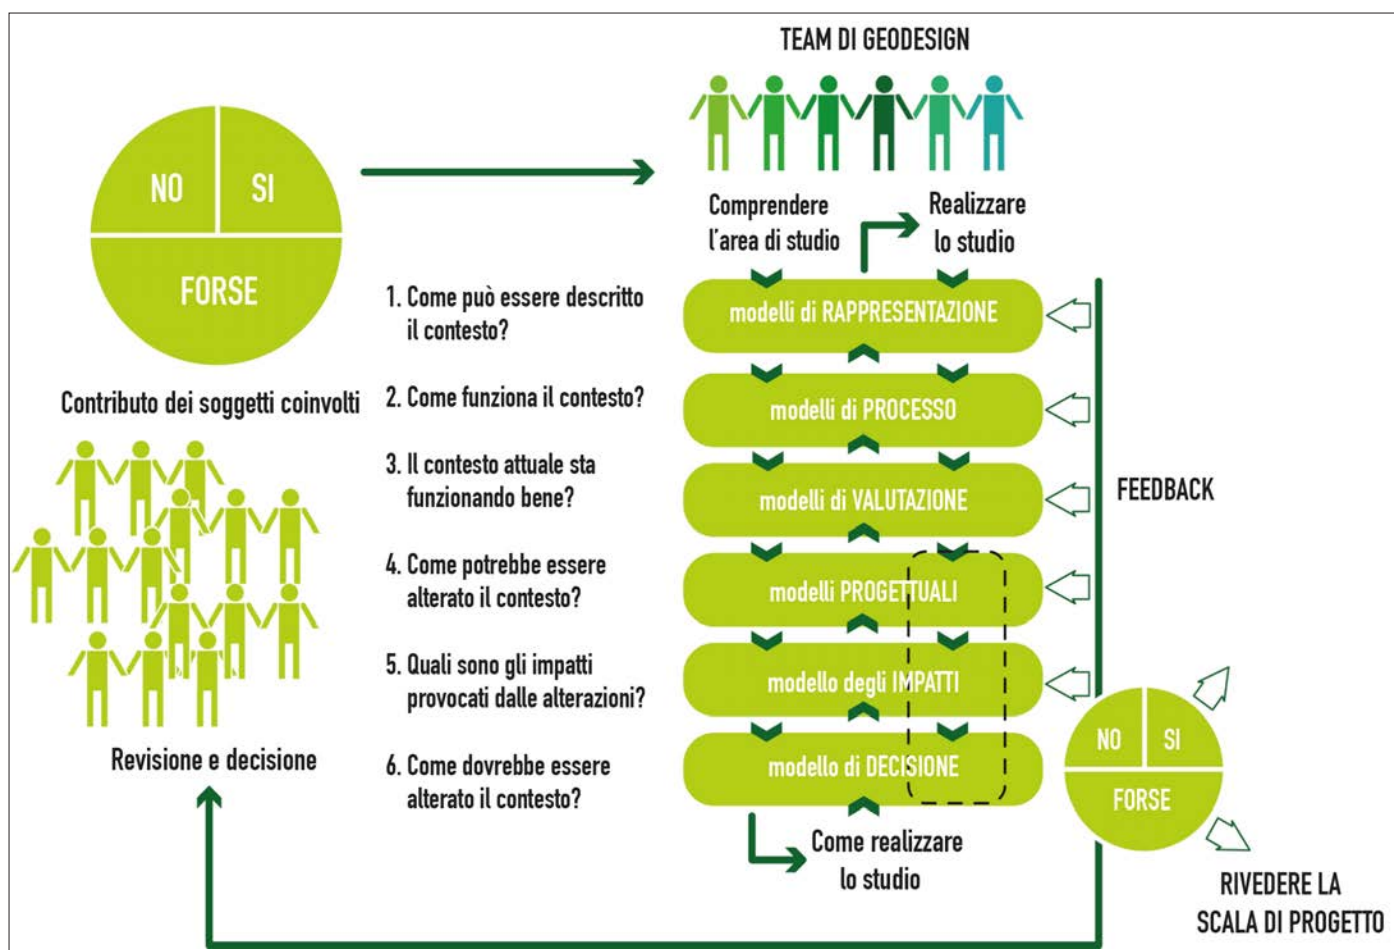 TEAM DI GEODESIGN
NO
SI
FORSE
Contributo dei soggetti coinvolti
Revisione e decisione
Comprendere
l'area di studio
Realizzare
lo studio
1. Come può essere descritto
il contesto?
2. Come funziona il contesto?
3. Il contesto attuale sta
funzionando bene?
4. Come potrebbe essere
alterato il contesto?
5. Quali sono gli impatti
provocati dalle alterazioni?
6. Come dovrebbe essere
alterato il contesto?
modelli di RAPPRESENTAZIONE
modelli di PROCESSO
modelli di VALUTAZIONE
modelli PROGETTUALI
modello degli IMPATTI
modello di DECISIONE
Come realizzare
lo studio
FEEDBACK
NO
SI
FORSE
RIVEDERE LA
SCALA DI PROGETTO